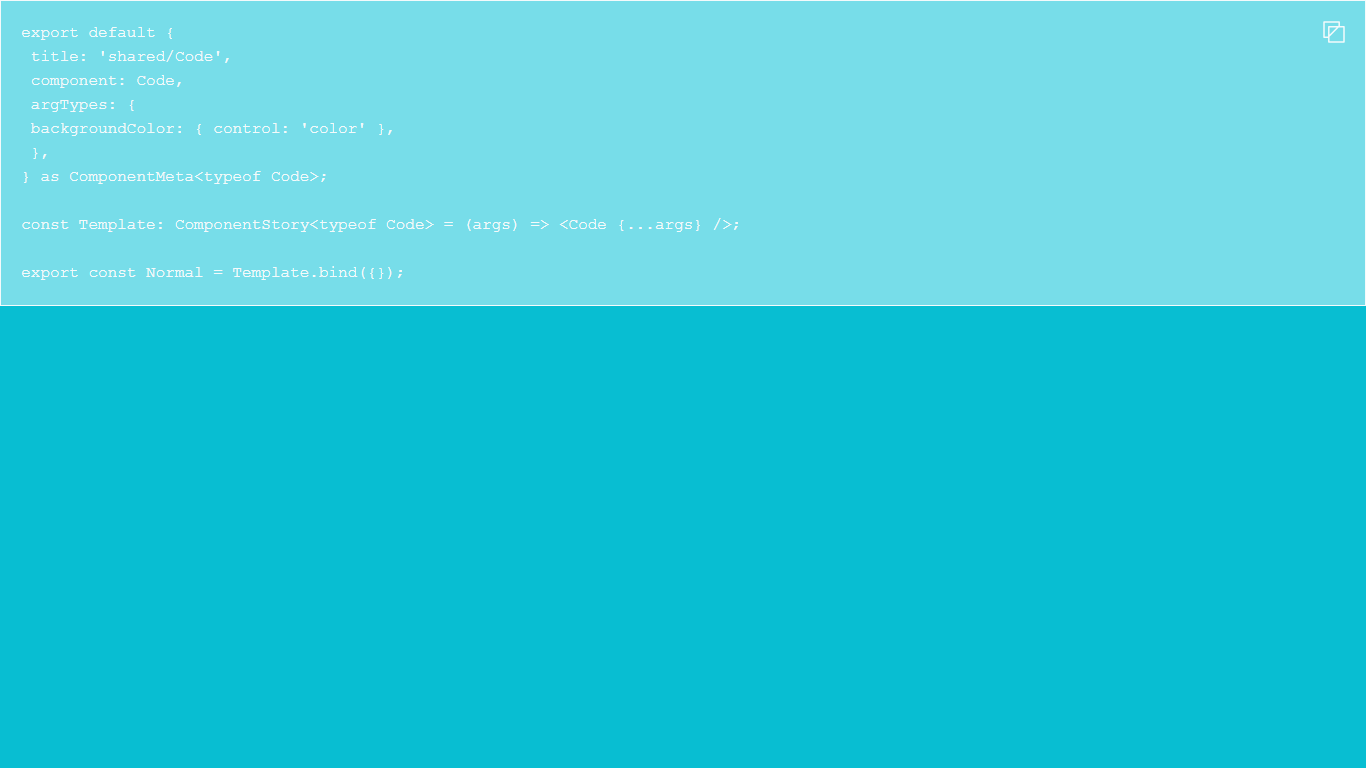 export default {
 title: 'shared/Code',
 component: Code,
 argTypes: {
 backgroundColor: { control: 'color' },
 },
} as ComponentMeta<typeof Code>;

const Template: ComponentStory<typeof Code> = (args) => <Code {...args} />;

export const Normal = Template.bind({});